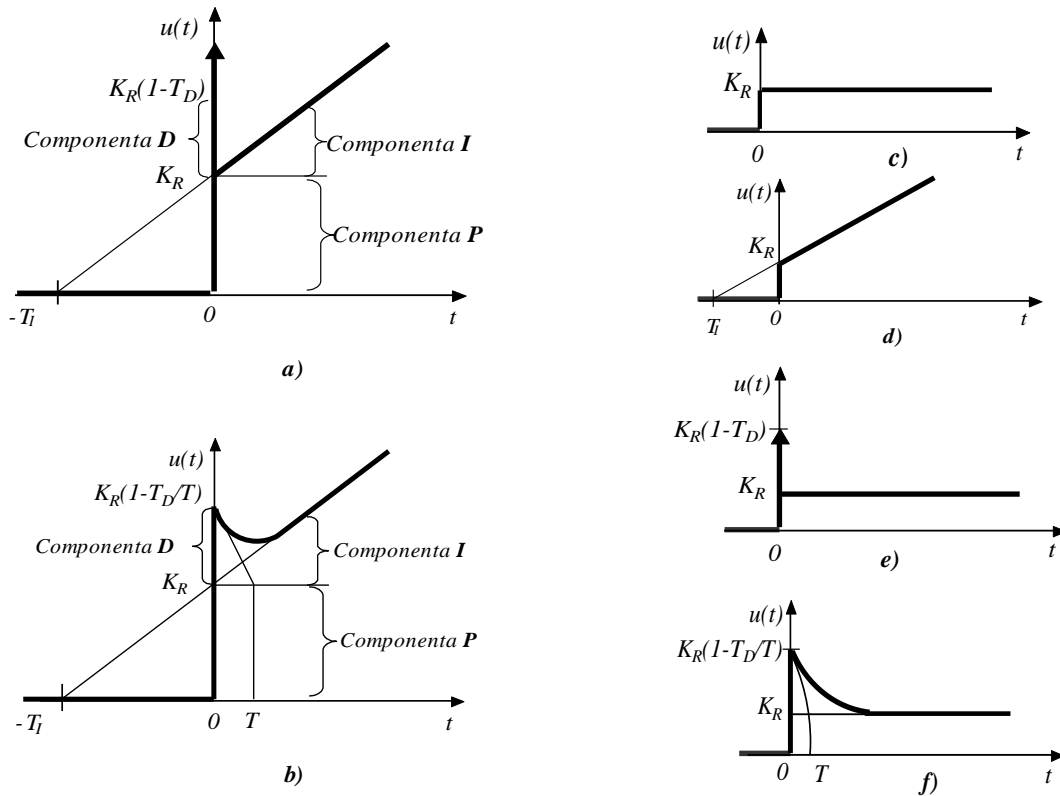 u(t)
K_R(1-T_D)
Componenta D
Componenta I
K_R
Componenta P
-T_I
0
t
a)
u(t)
K_R(1-T_D/T)
Componenta D
Componenta I
K_R
Componenta P
-T_I
0
T
t
b)
u(t)
K_R
0
t
c)
u(t)
K_R
T_I
0
t
d)
u(t)
K_R(1-T_D)
K_R
0
t
e)
u(t)
K_R(1-T_D/T)
K_R
0
T
t
f)